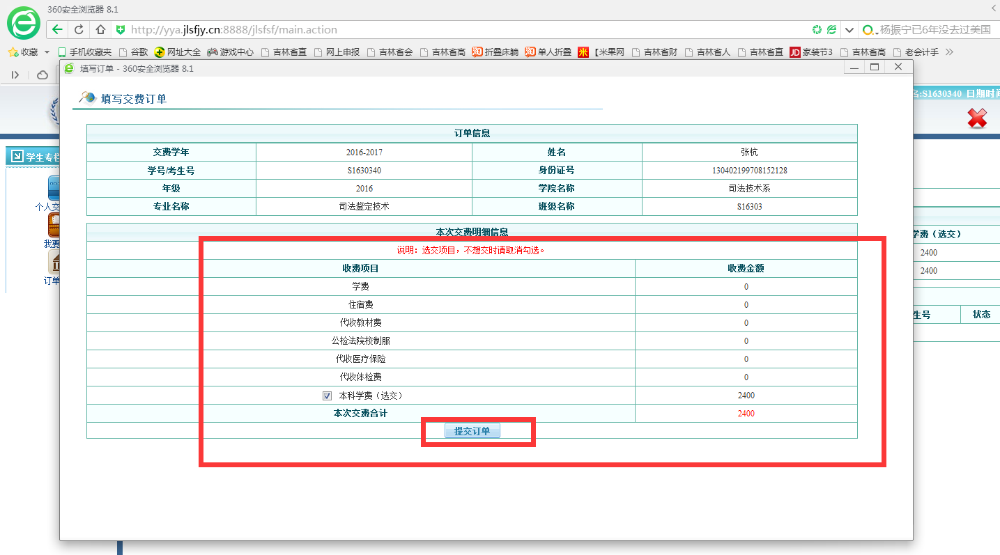 360安全浏览器 8.1
http://yya.jlsfjy.cn:8888/jlsfsf/main.action
杨振宁已6年没去过美国
收藏 手机收藏夹 谷歌 网址大全 游戏中心 吉林省直 网上申报 吉林省会 吉林省高 淘 折叠床躺 淘 单人折叠 米 【米果网 吉林省财 吉林省人 吉林省直 JD 家装节3 吉林省高 老会计手
填写订单 - 360安全浏览器 8.1
名:S1630340 日期时间
填写交费订单
学生专栏
订单信息
交费学年 2016-2017 姓名 张杭
学号/考生号 S1630340 身份证号 130402199708152128
年级 2016 学院名称 司法技术系
专业名称 司法鉴定技术 班级名称 S16303
个人交
我要
订单
本次交费明细信息
说明：选交项目，不想交时请取消勾选。
收费项目 收费金额
学费 0
住宿费 0
代收教材费 0
公检法院校制服 0
代收医疗保险 0
代收体检费 0
本科学费（选交） 2400
本次交费合计 2400
提交订单
学费（选交）
2400
2400
生号 状态